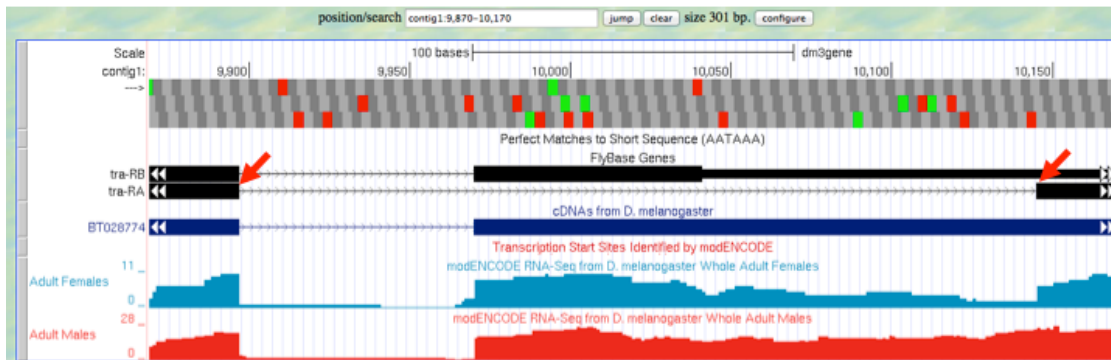 position/search contig1:9,870-10,170 jump clear size 301 bp. configure
Scale 100 bases dm3gene
contig1: 9,900 9,950 10,000 10,050 10,100 10,150
--->
Perfect Matches to Short Sequence (AATAAA)
FlyBase Genes
tra-RB
tra-RA
cDNAs from D. melanogaster
BT028774
Transcription Start Sites Identified by modENCODE
modENCODE RNA-Seq from D. melanogaster Whole Adult Females
11 _
Adult Females
0 _
modENCODE RNA-Seq from D. melanogaster Whole Adult Males
28 _
Adult Males
0 _